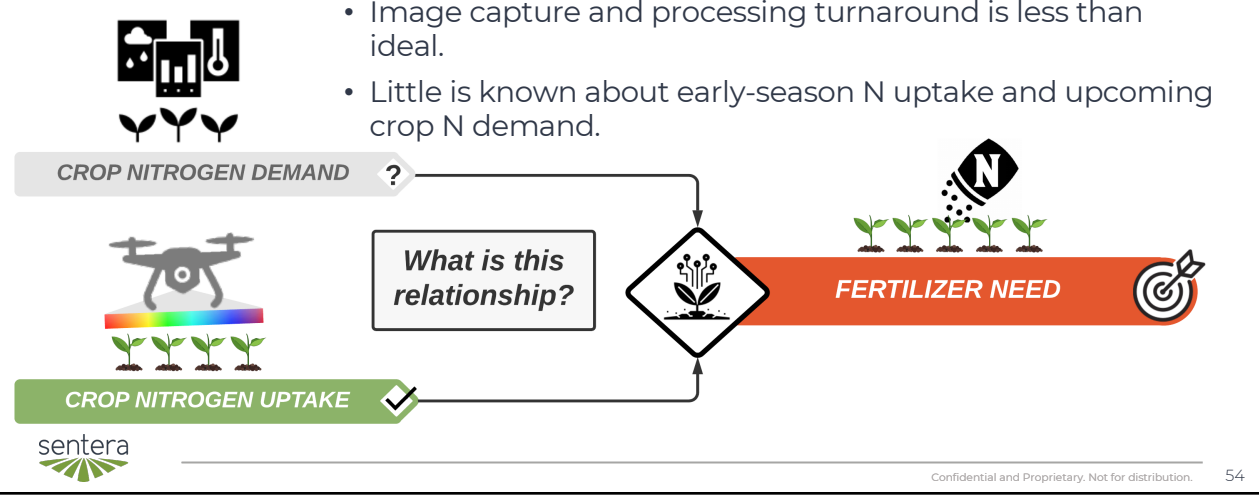 • Image capture and processing turnaround is less than
ideal.
• Little is known about early-season N uptake and upcoming
crop N demand.
N
CROP NITROGEN DEMAND ?
What is this
relationship?
FERTILIZER NEED
CROP NITROGEN UPTAKE
sentera
Confidential and Proprietary. Not for distribution. 54